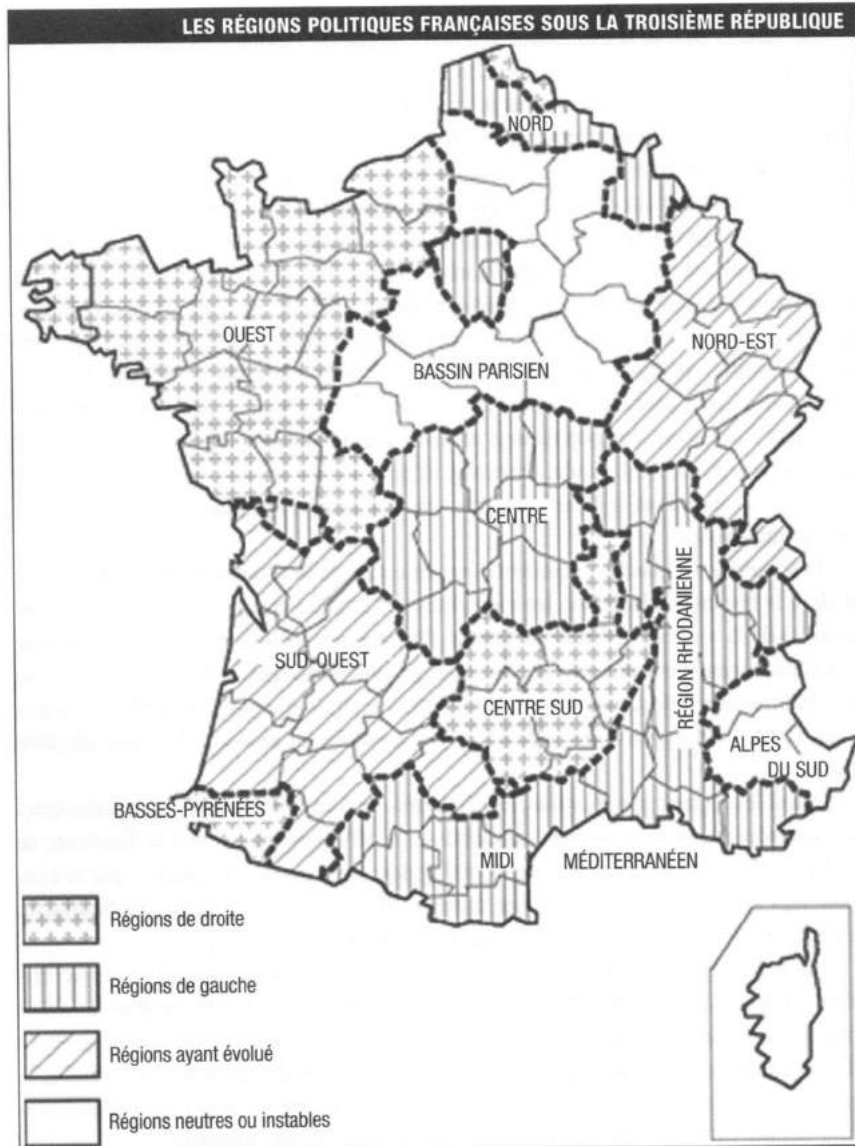 LES RÉGIONS POLITIQUES FRANÇAISES SOUS LA TROISIÈME RÉPUBLIQUE
NORD
OUEST
NORD-EST
BASSIN PARISIEN
CENTRE
RÉGION RHODANIENNE
SUD-OUEST
CENTRE SUD
ALPES
DU SUD
BASSES-PYRÉNÉES
MIDI
MÉDITERRANÉEN
Régions de droite
Régions de gauche
Régions ayant évolué
Régions neutres ou instables